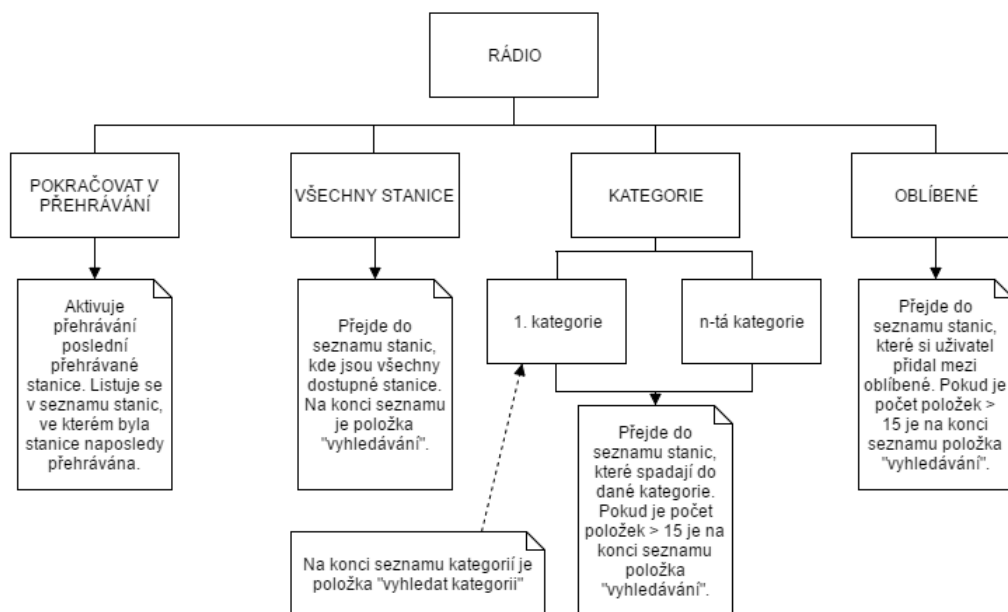 RÁDIO
POKRAČOVAT V
PŘEHRÁVÁNÍ
VŠECHNY STANICE
KATEGORIE
OBLÍBENÉ
Aktivuje
přehrávání
poslední
přehrávané
stanice. Listuje se
v seznamu stanic,
ve kterém byla
stanice naposledy
přehrávána.
Přejde do
seznamu stanic,
kde jsou všechny
dostupné stanice.
Na konci seznamu
je položka
"vyhledávání".
1. kategorie
n-tá kategorie
Přejde do
seznamu stanic,
které si uživatel
přidal mezi
oblíbené. Pokud je
počet položek >
15 je na konci
seznamu položka
"vyhledávání".
Přejde do
seznamu stanic,
které spadají do
dané kategorie.
Pokud je počet
položek > 15 je na
konci seznamu
položka
"vyhledávání".
Na konci seznamu kategorií je
položka "vyhledat kategorii"